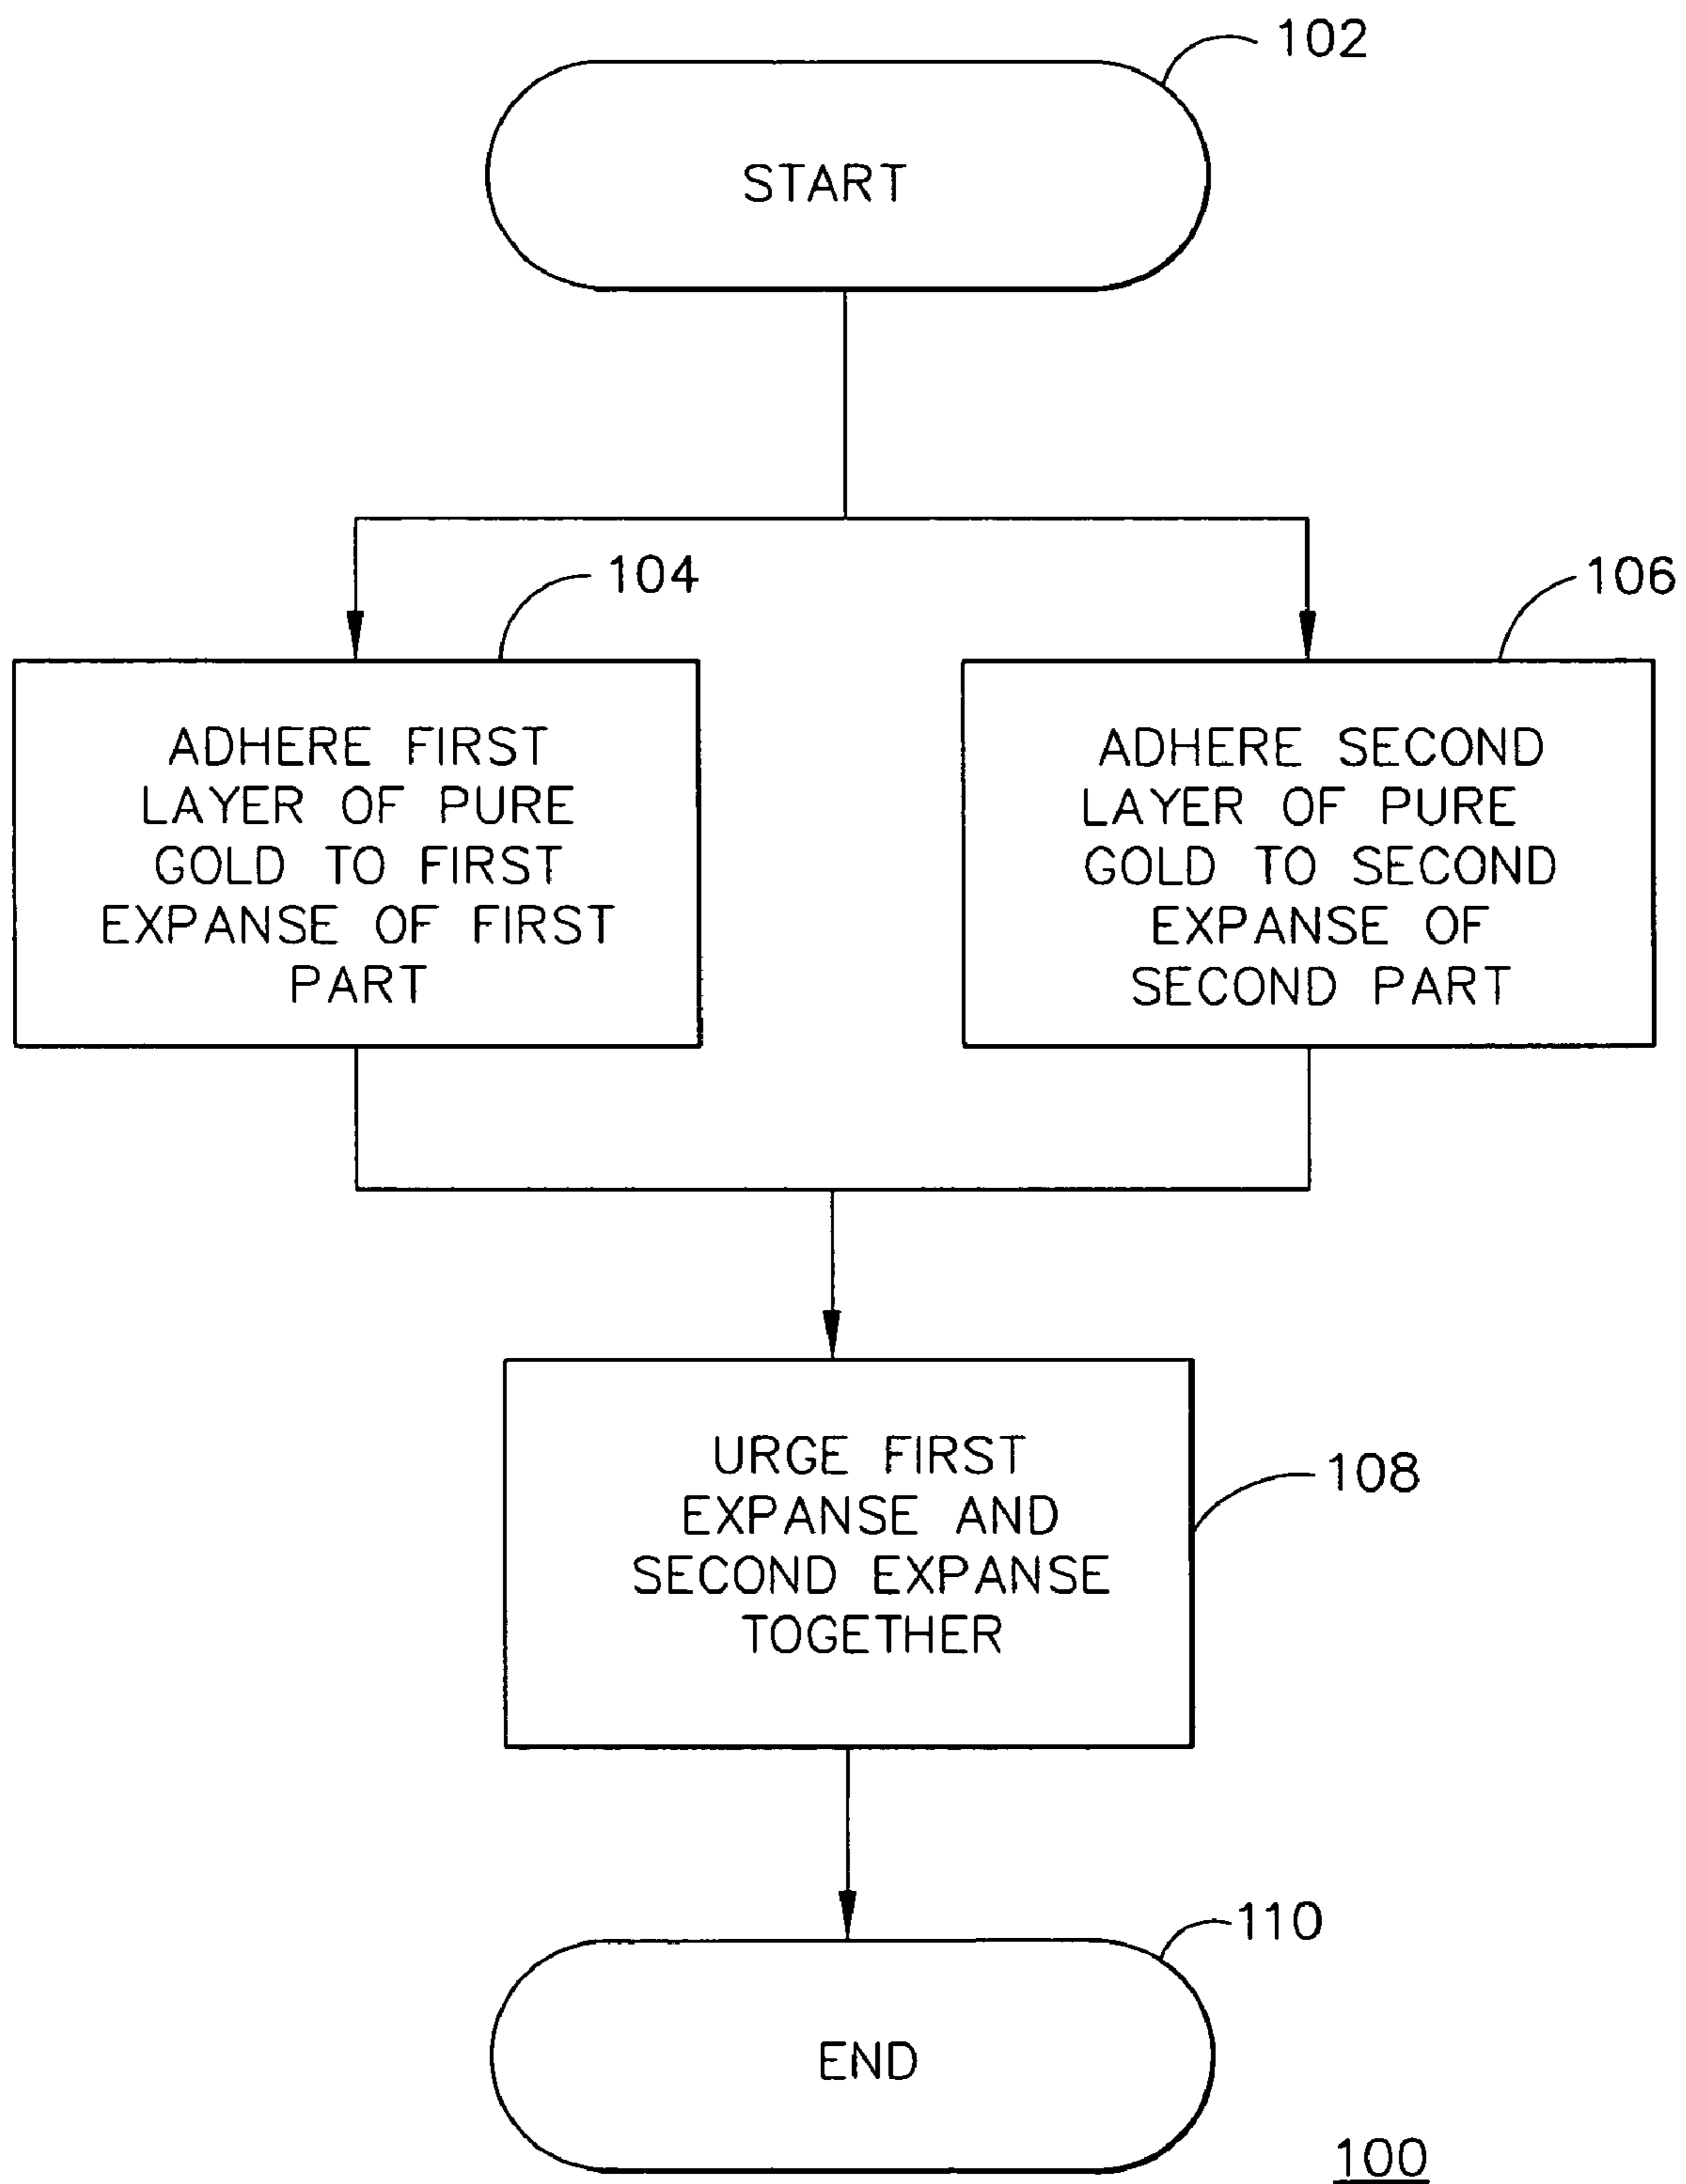 102
START
104
106
ADHERE FIRST
LAYER OF PURE
GOLD TO FIRST
EXPANSE OF FIRST
PART
ADHERE SECOND
LAYER OF PURE
GOLD TO SECOND
EXPANSE OF
SECOND PART
URGE FIRST
EXPANSE AND
SECOND EXPANSE
TOGETHER
108
110
END
100